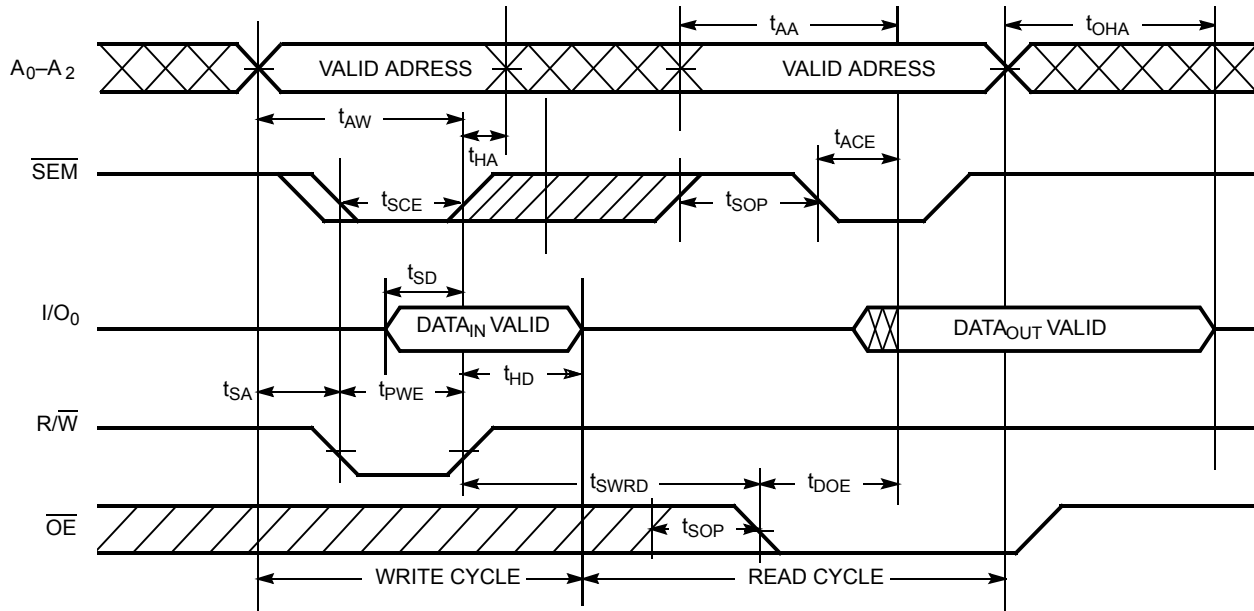 tAA
tOHA
A0–A2
VALID ADRESS
VALID ADRESS
tAW
tHA
tACE
SEM
tSCE
tSOP
tSD
I/O0
DATAIN VALID
DATAOUT VALID
tSA
tPWE
tHD
R/W
tSWRD
tDOE
OE
tSOP
WRITE CYCLE
READ CYCLE